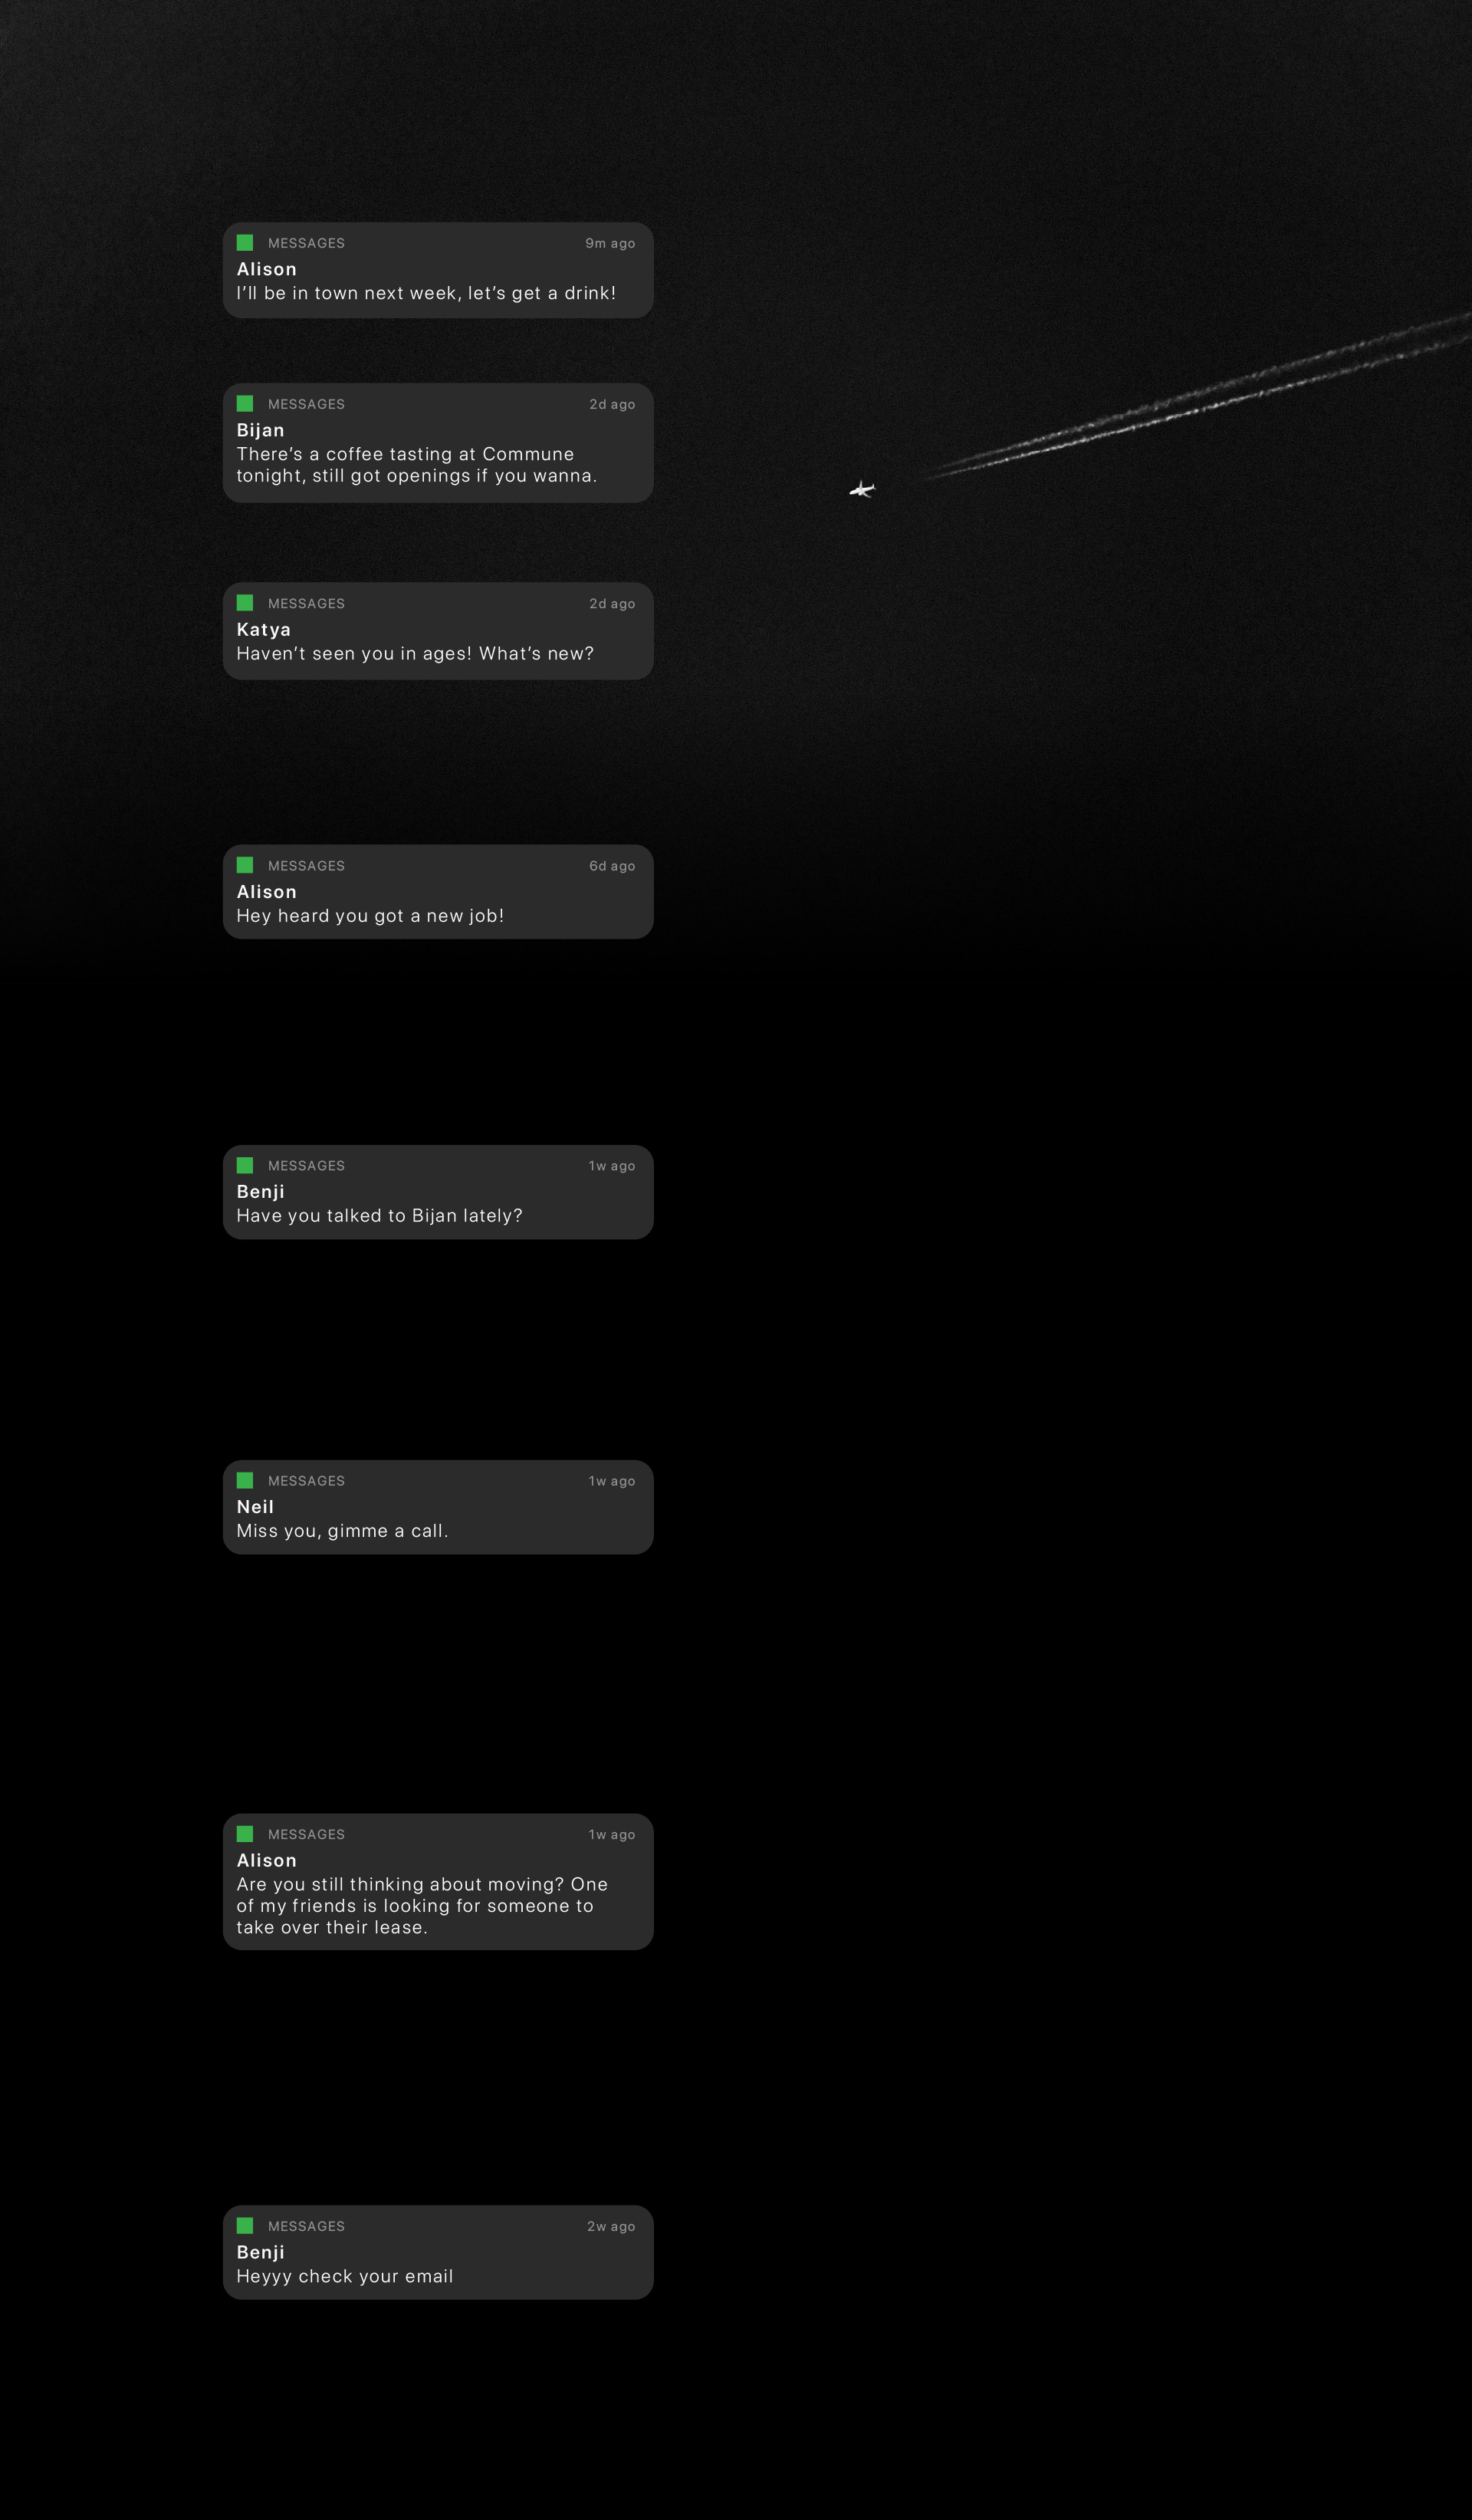 MESSAGES 9m ago
Alison
I’ll be in town next week, let’s get a drink!
MESSAGES 2d ago
Bijan
There’s a coffee tasting at Commune
tonight, still got openings if you wanna.
MESSAGES 2d ago
Katya
Haven’t seen you in ages! What’s new?
MESSAGES 6d ago
Alison
Hey heard you got a new job!
MESSAGES 1w ago
Benji
Have you talked to Bijan lately?
MESSAGES 1w ago
Neil
Miss you, gimme a call.
MESSAGES 1w ago
Alison
Are you still thinking about moving? One
of my friends is looking for someone to
take over their lease.
MESSAGES 2w ago
Benji
Heyyy check your email